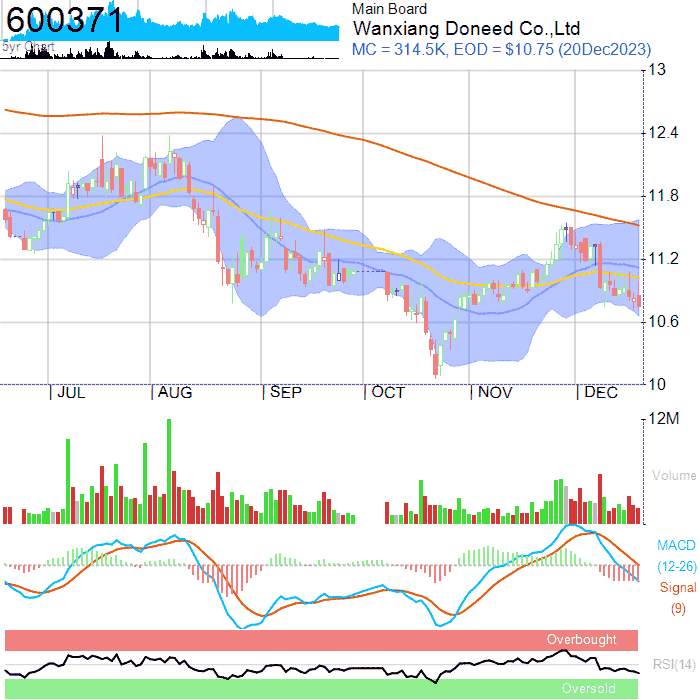 600371
5yr Chart
Main Board
Wanxiang Doneed Co.,Ltd
MC = 314.5K, EOD = $10.75 (20Dec2023)
13
12.4
11.8
11.2
10.6
10
JUL
AUG
SEP
OCT
NOV
DEC
12M
Volume
MACD
(12-26)
Signal
(9)
Overbought
RSI(14)
Oversold